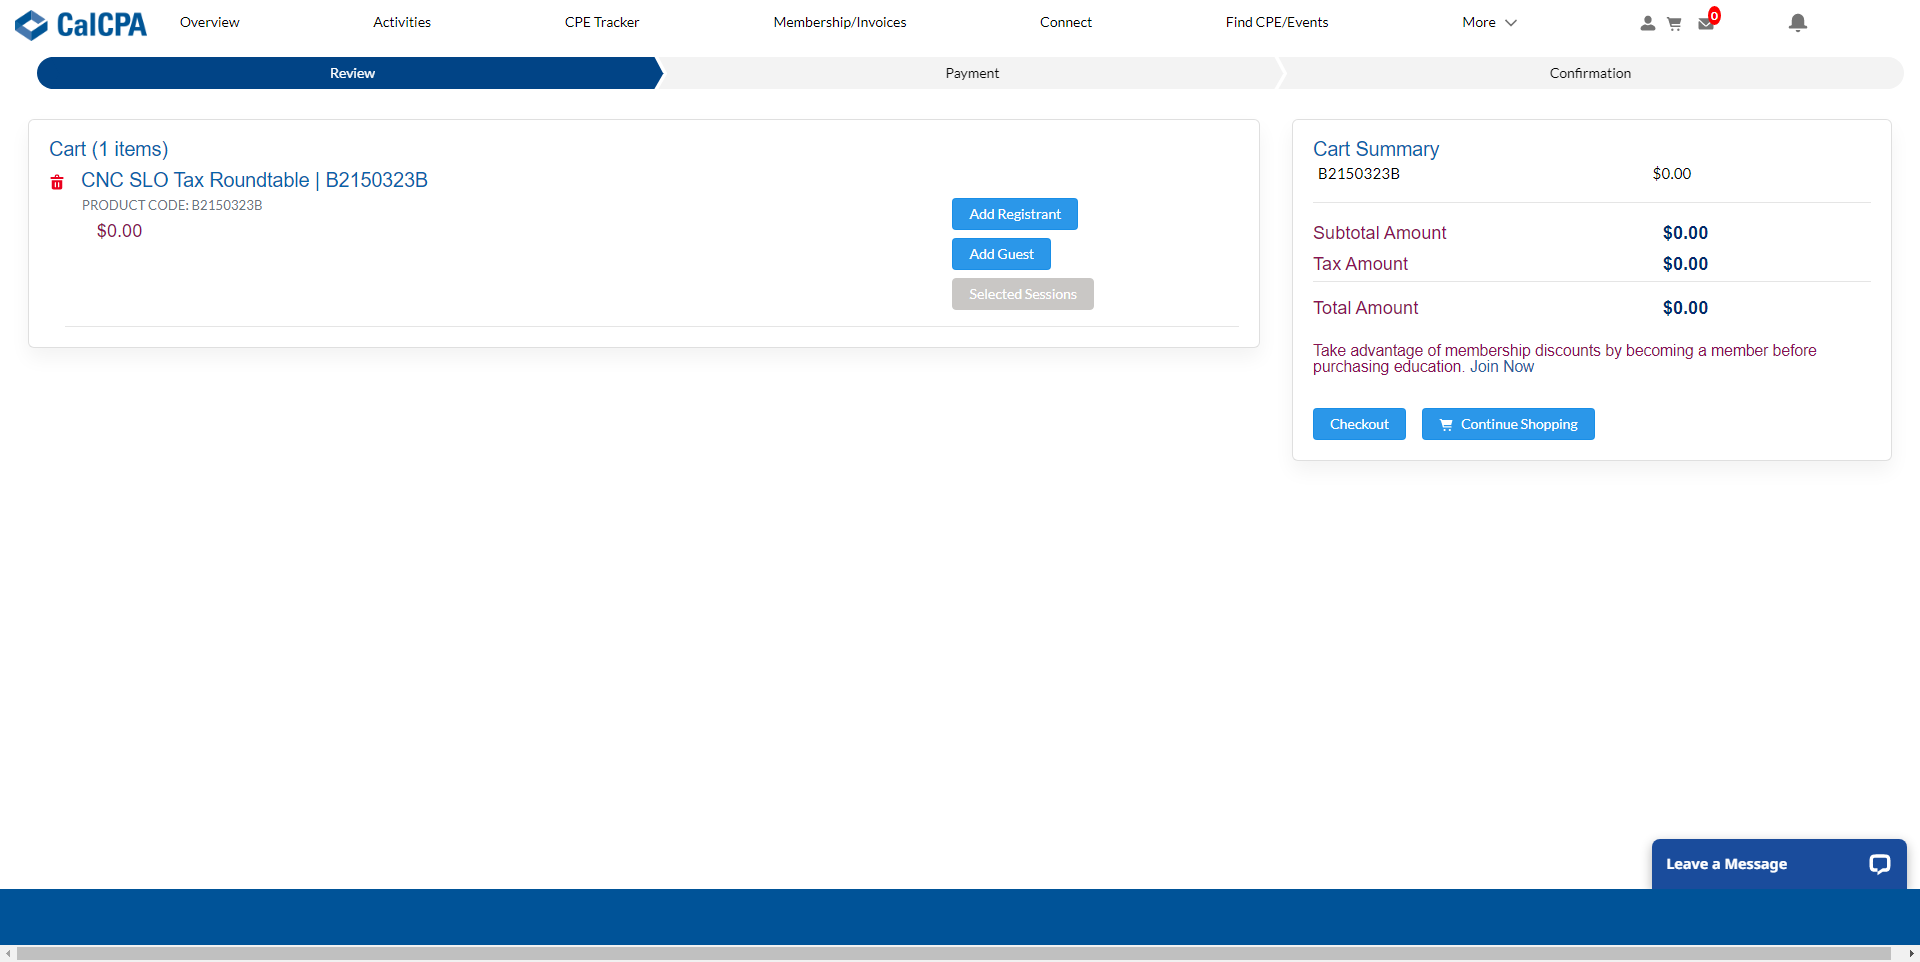 CalCPA
Overview Activities CPE Tracker Membership/Invoices Connect Find CPE/Events More 0
Review Payment Confirmation
Cart (1 items)
CNC SLO Tax Roundtable | B2150323B
PRODUCT CODE: B2150323B
$0.00
Add Registrant
Add Guest
Selected Sessions
Cart Summary
B2150323B $0.00
Subtotal Amount $0.00
Tax Amount $0.00
Total Amount $0.00
Take advantage of membership discounts by becoming a member before
purchasing education. Join Now
Checkout Continue Shopping
Leave a Message